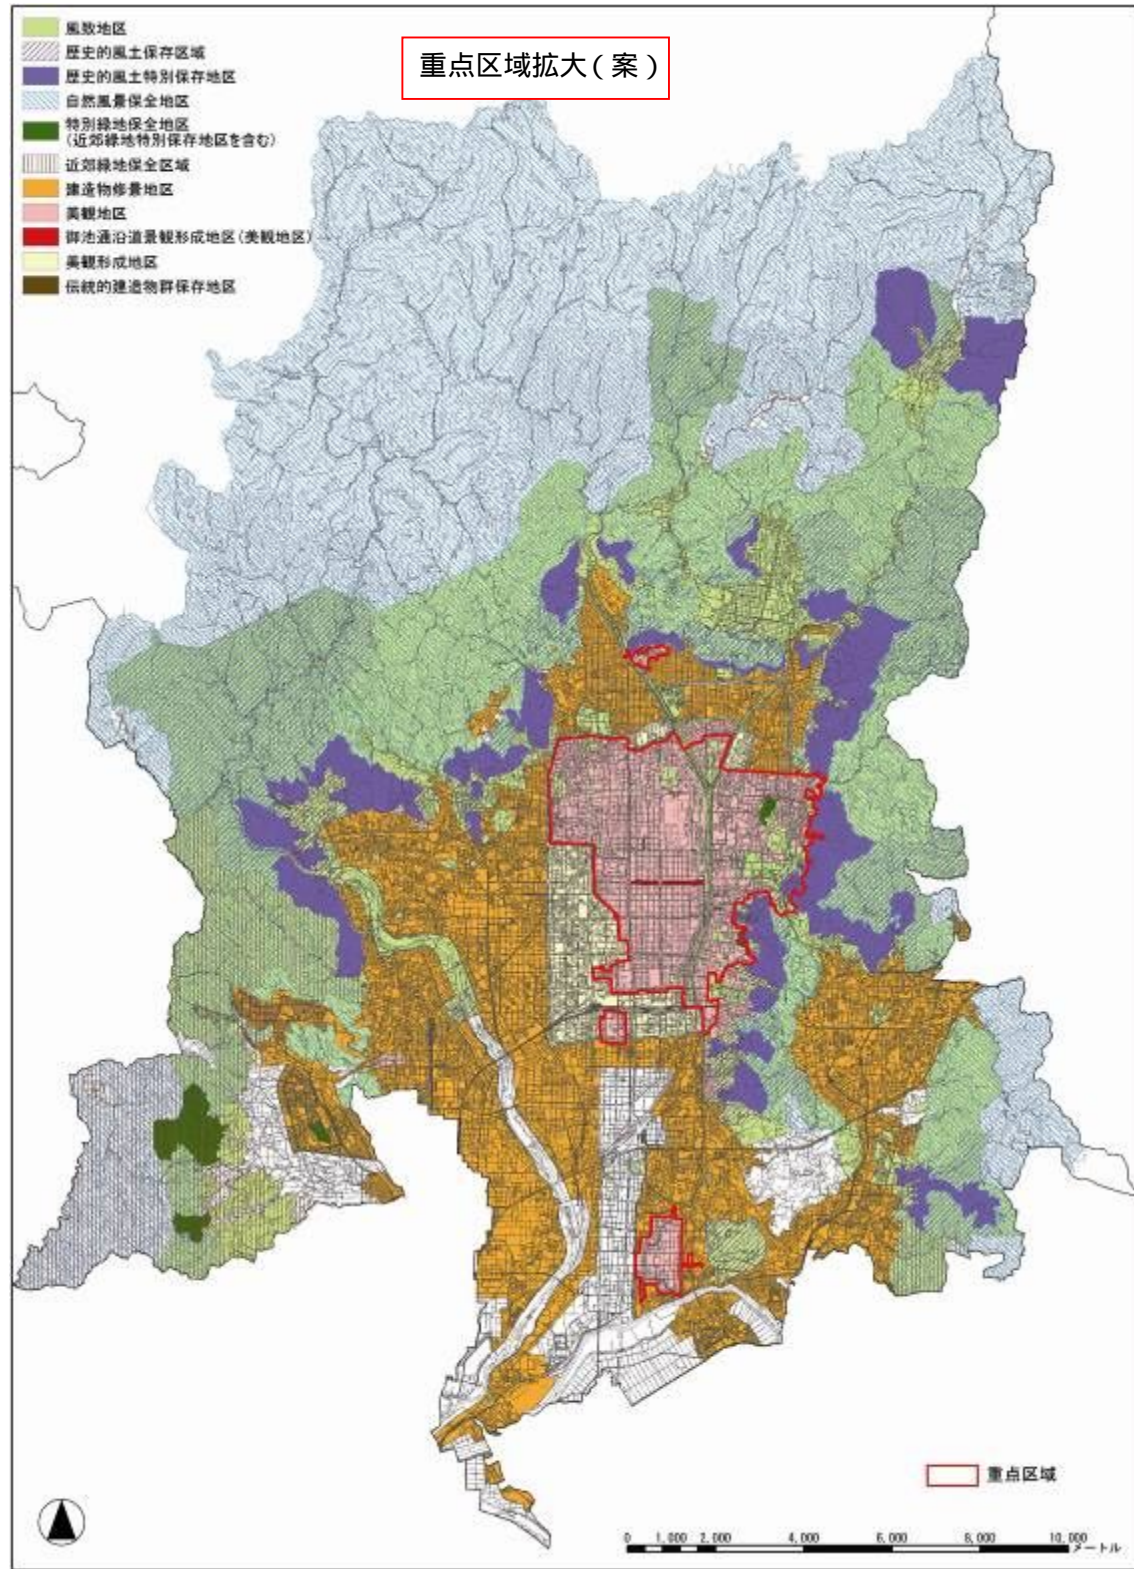 重点区域拡大(案)
風致地区
歴史的風土保存区域
歴史的風土特別保存地区
自然風景保全地区
特別緑地保全地区
(近郊緑地特別保存地区を含む)
近郊緑地保全区域
建造物修景地区
美観地区
御池通沿道景観形成地区(美観地区)
美観形成地区
伝統的建造物群保存地区
重点区域
0 1,000 2,000 4,000 6,000 8,000 10,000
メートル